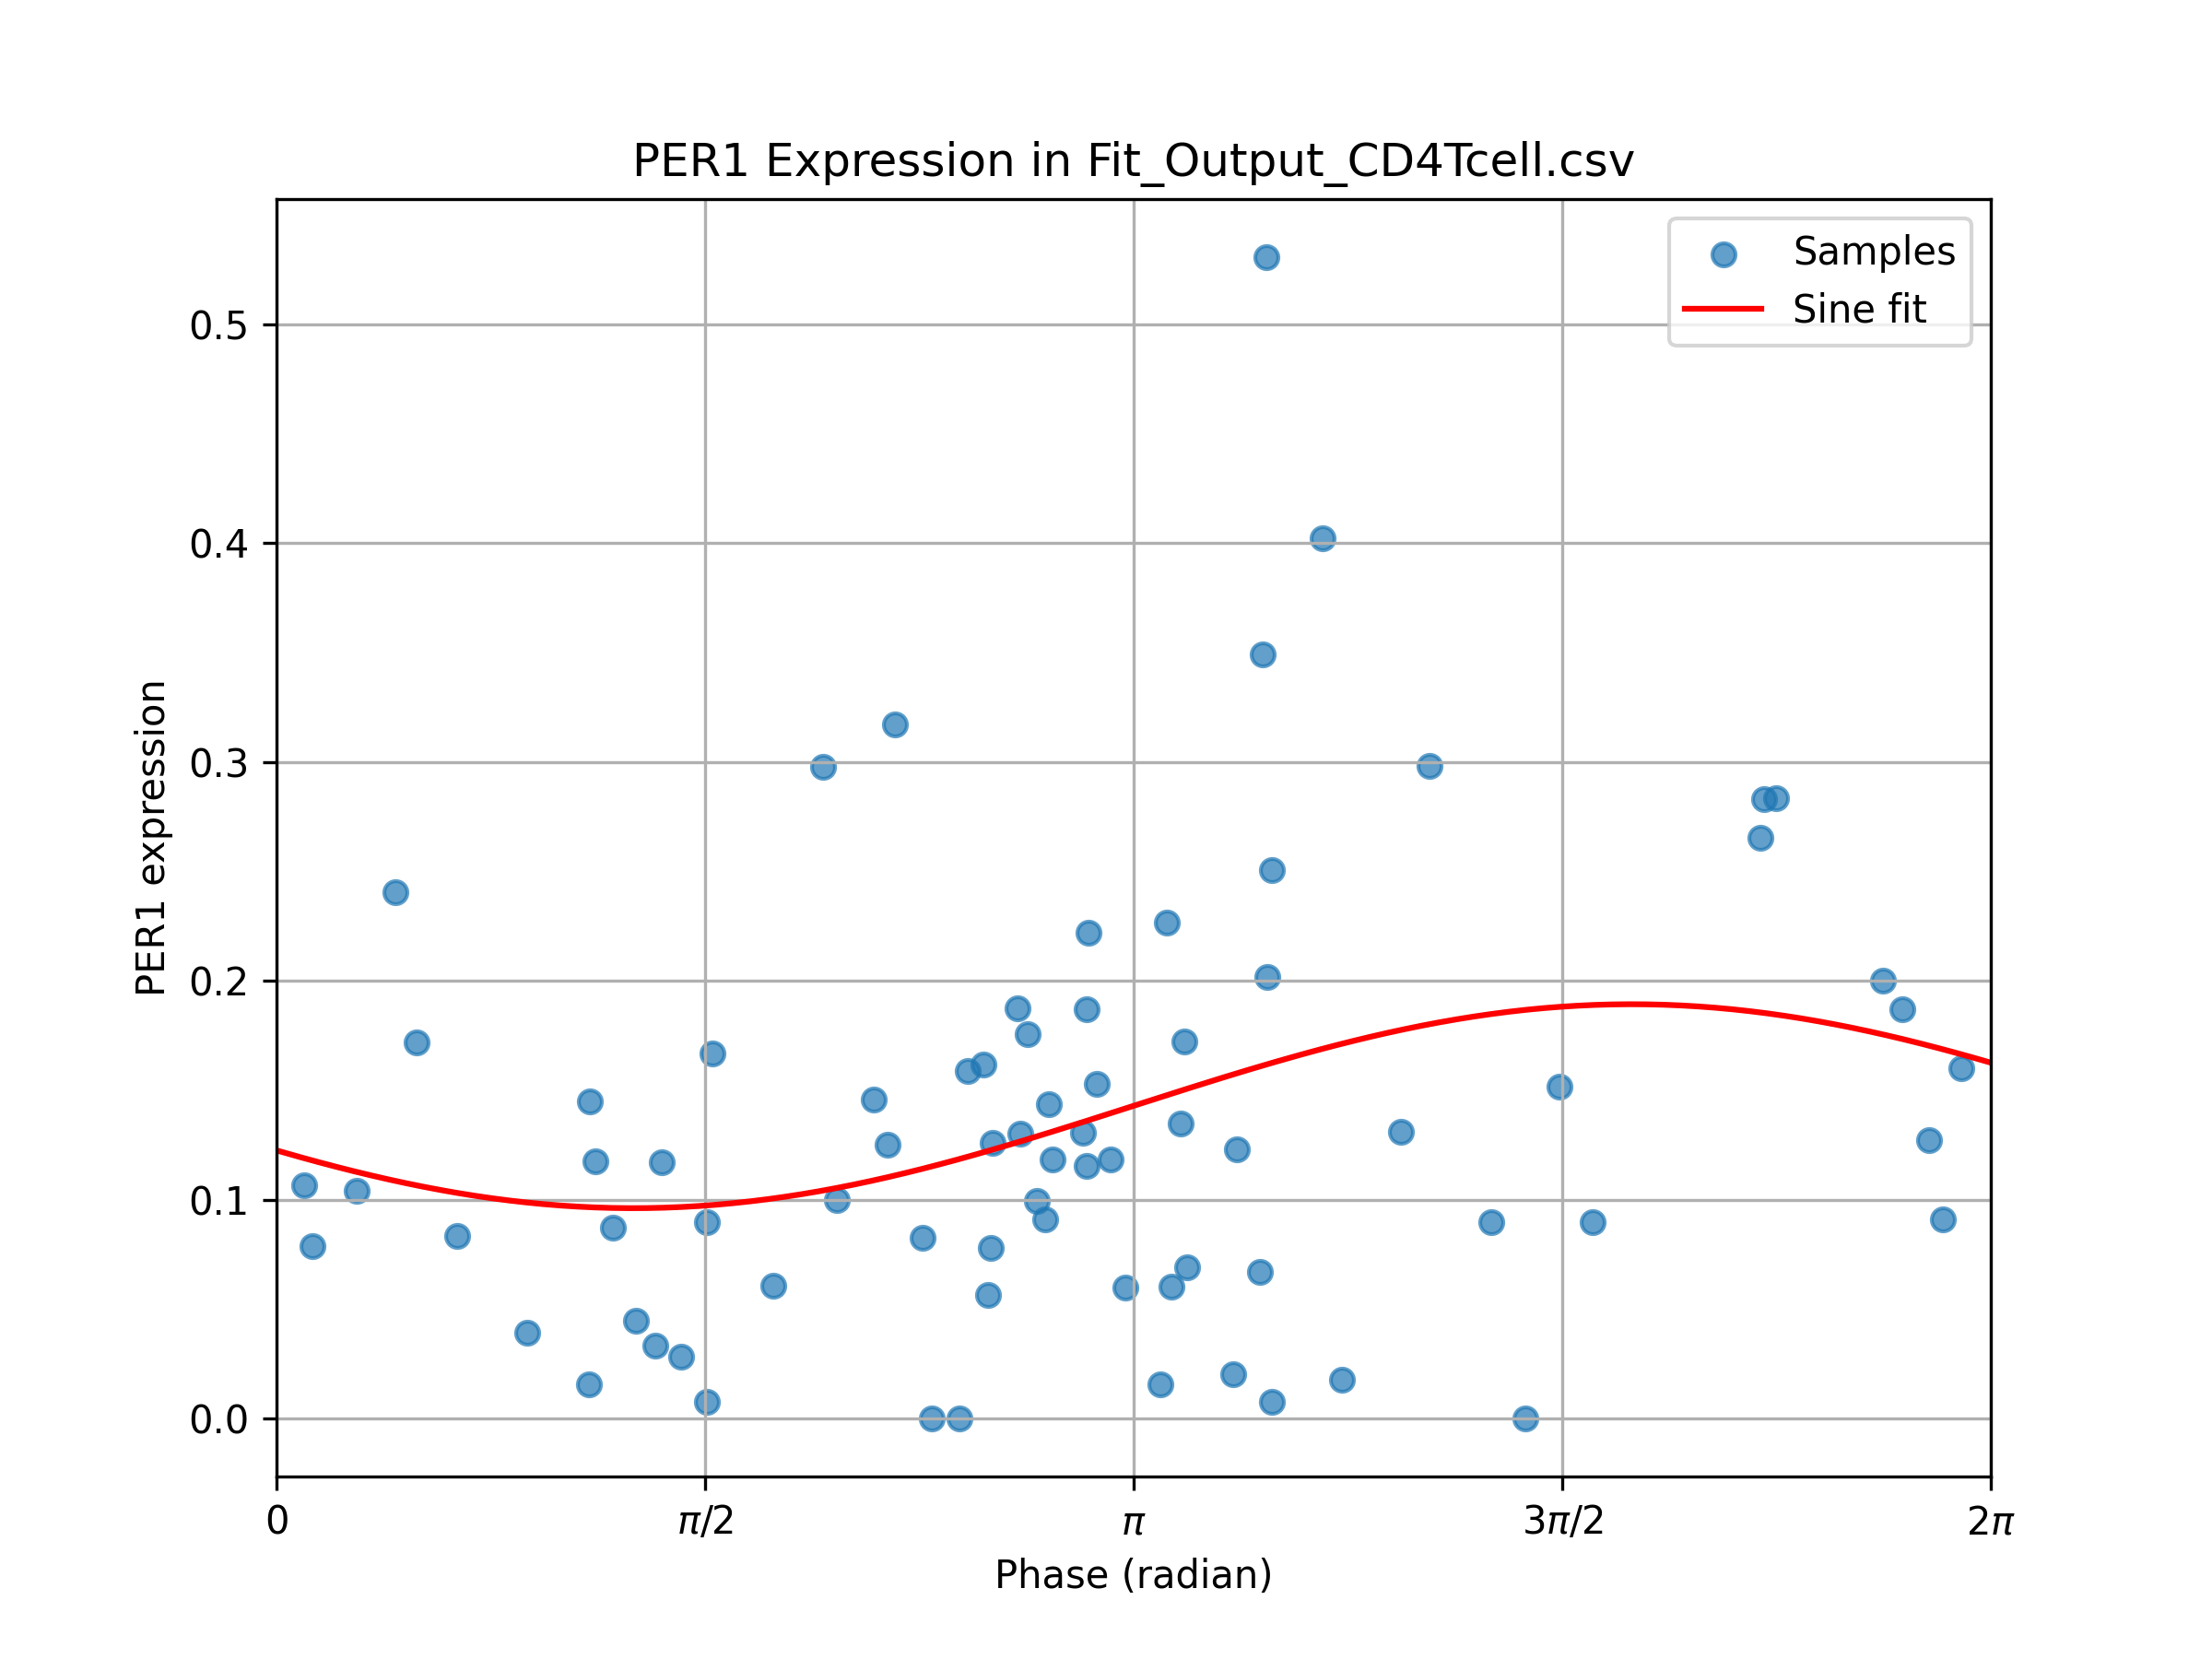 PER1 Expression in Fit_Output_CD4Tcell.csv
Samples
Sine fit
PER1 expression
0.5
0.4
0.3
0.2
0.1
0.0
0 π/2 π 3π/2 2π
Phase (radian)